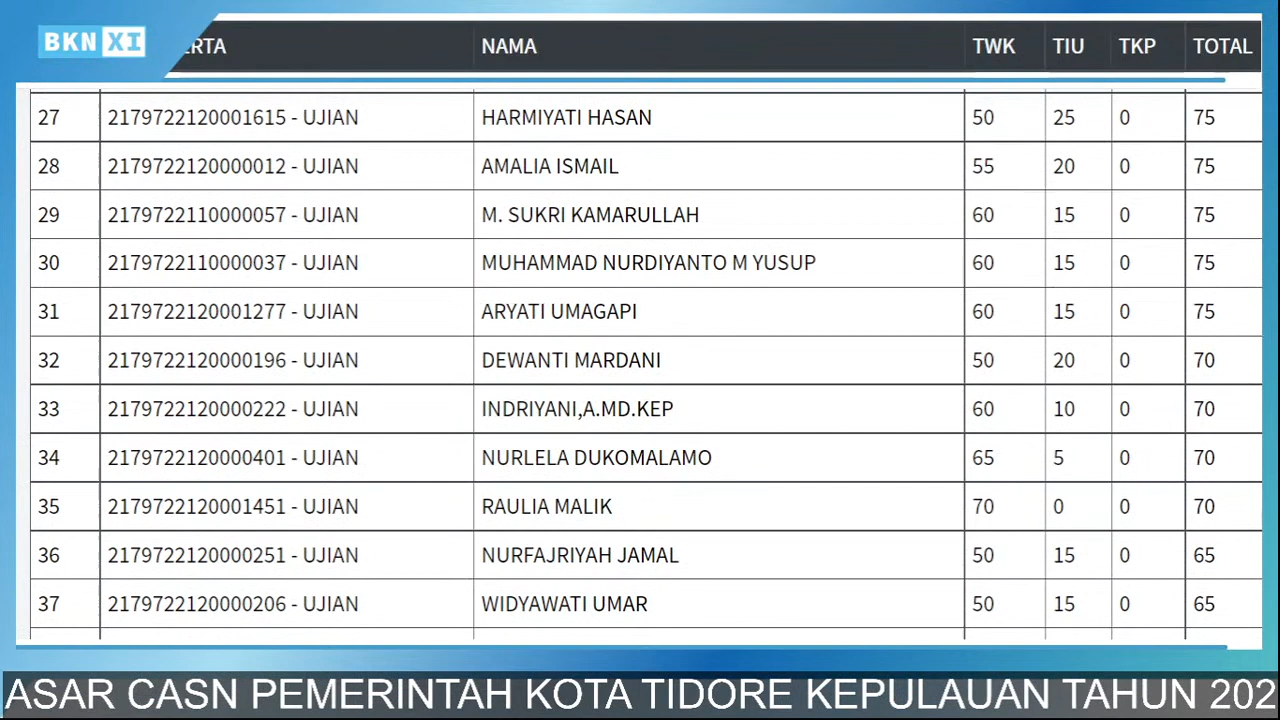 BKN XI
ERTA NAMA TWK TIU TKP TOTAL
27 2179722120001615 - UJIAN HARMIYATI HASAN 50 25 0 75
28 2179722120000012 - UJIAN AMALIA ISMAIL 55 20 0 75
29 2179722110000057 - UJIAN M. SUKRI KAMARULLAH 60 15 0 75
30 2179722110000037 - UJIAN MUHAMMAD NURDIYANTO M YUSUP 60 15 0 75
31 2179722120001277 - UJIAN ARYATI UMAGAPI 60 15 0 75
32 2179722120000196 - UJIAN DEWANTI MARDANI 50 20 0 70
33 2179722120000222 - UJIAN INDRIYANI,A.MD.KEP 60 10 0 70
34 2179722120000401 - UJIAN NURLELA DUKOMALAMO 65 5 0 70
35 2179722120001451 - UJIAN RAULIA MALIK 70 0 0 70
36 2179722120000251 - UJIAN NURFAJRIYAH JAMAL 50 15 0 65
37 2179722120000206 - UJIAN WIDYAWATI UMAR 50 15 0 65
ASAR CASN PEMERINTAH KOTA TIDORE KEPULAUAN TAHUN 202